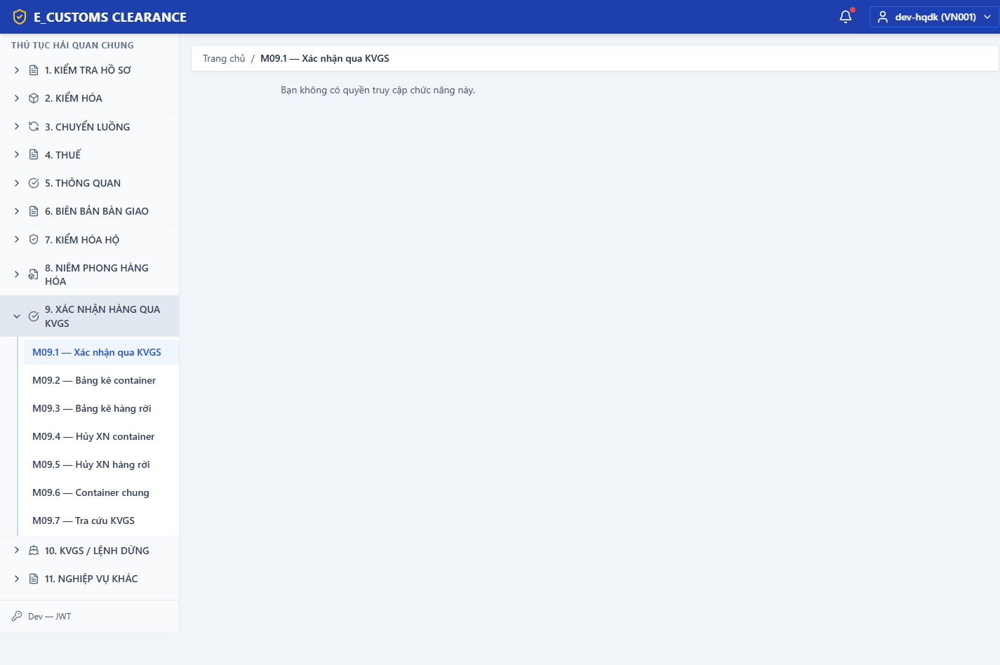 E_CUSTOMS CLEARANCE
dev-hqdk (VN001)
THỦ TỤC HẢI QUAN CHUNG
1. KIỂM TRA HỒ SƠ
2. KIỂM HÓA
3. CHUYỂN LUỒNG
4. THUẾ
5. THÔNG QUAN
6. BIÊN BẢN BÀN GIAO
7. KIỂM HÓA HỘ
8. NIÊM PHONG HÀNG
HÓA
9. XÁC NHẬN HÀNG QUA
KVGS
M09.1 — Xác nhận qua KVGS
M09.2 — Bảng kê container
M09.3 — Bảng kê hàng rời
M09.4 — Hủy XN container
M09.5 — Hủy XN hàng rời
M09.6 — Container chung
M09.7 — Tra cứu KVGS
10. KVGS / LỆNH DỪNG
11. NGHIỆP VỤ KHÁC
Dev — JWT
Trang chủ / M09.1 — Xác nhận qua KVGS
Bạn không có quyền truy cập chức năng này.